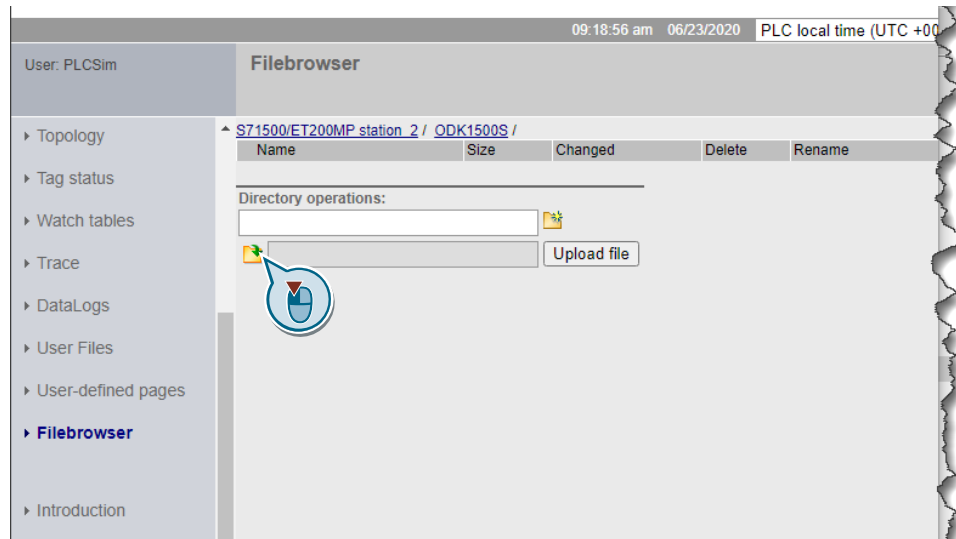 09:18:56 am 06/23/2020 PLC local time (UTC +00
User: PLCSim
Filebrowser
Topology
Tag status
Watch tables
Trace
DataLogs
User Files
User-defined pages
Filebrowser
Introduction
S71500/ET200MP station_2 / ODK1500S /
Name Size Changed Delete Rename
Directory operations:
Upload file